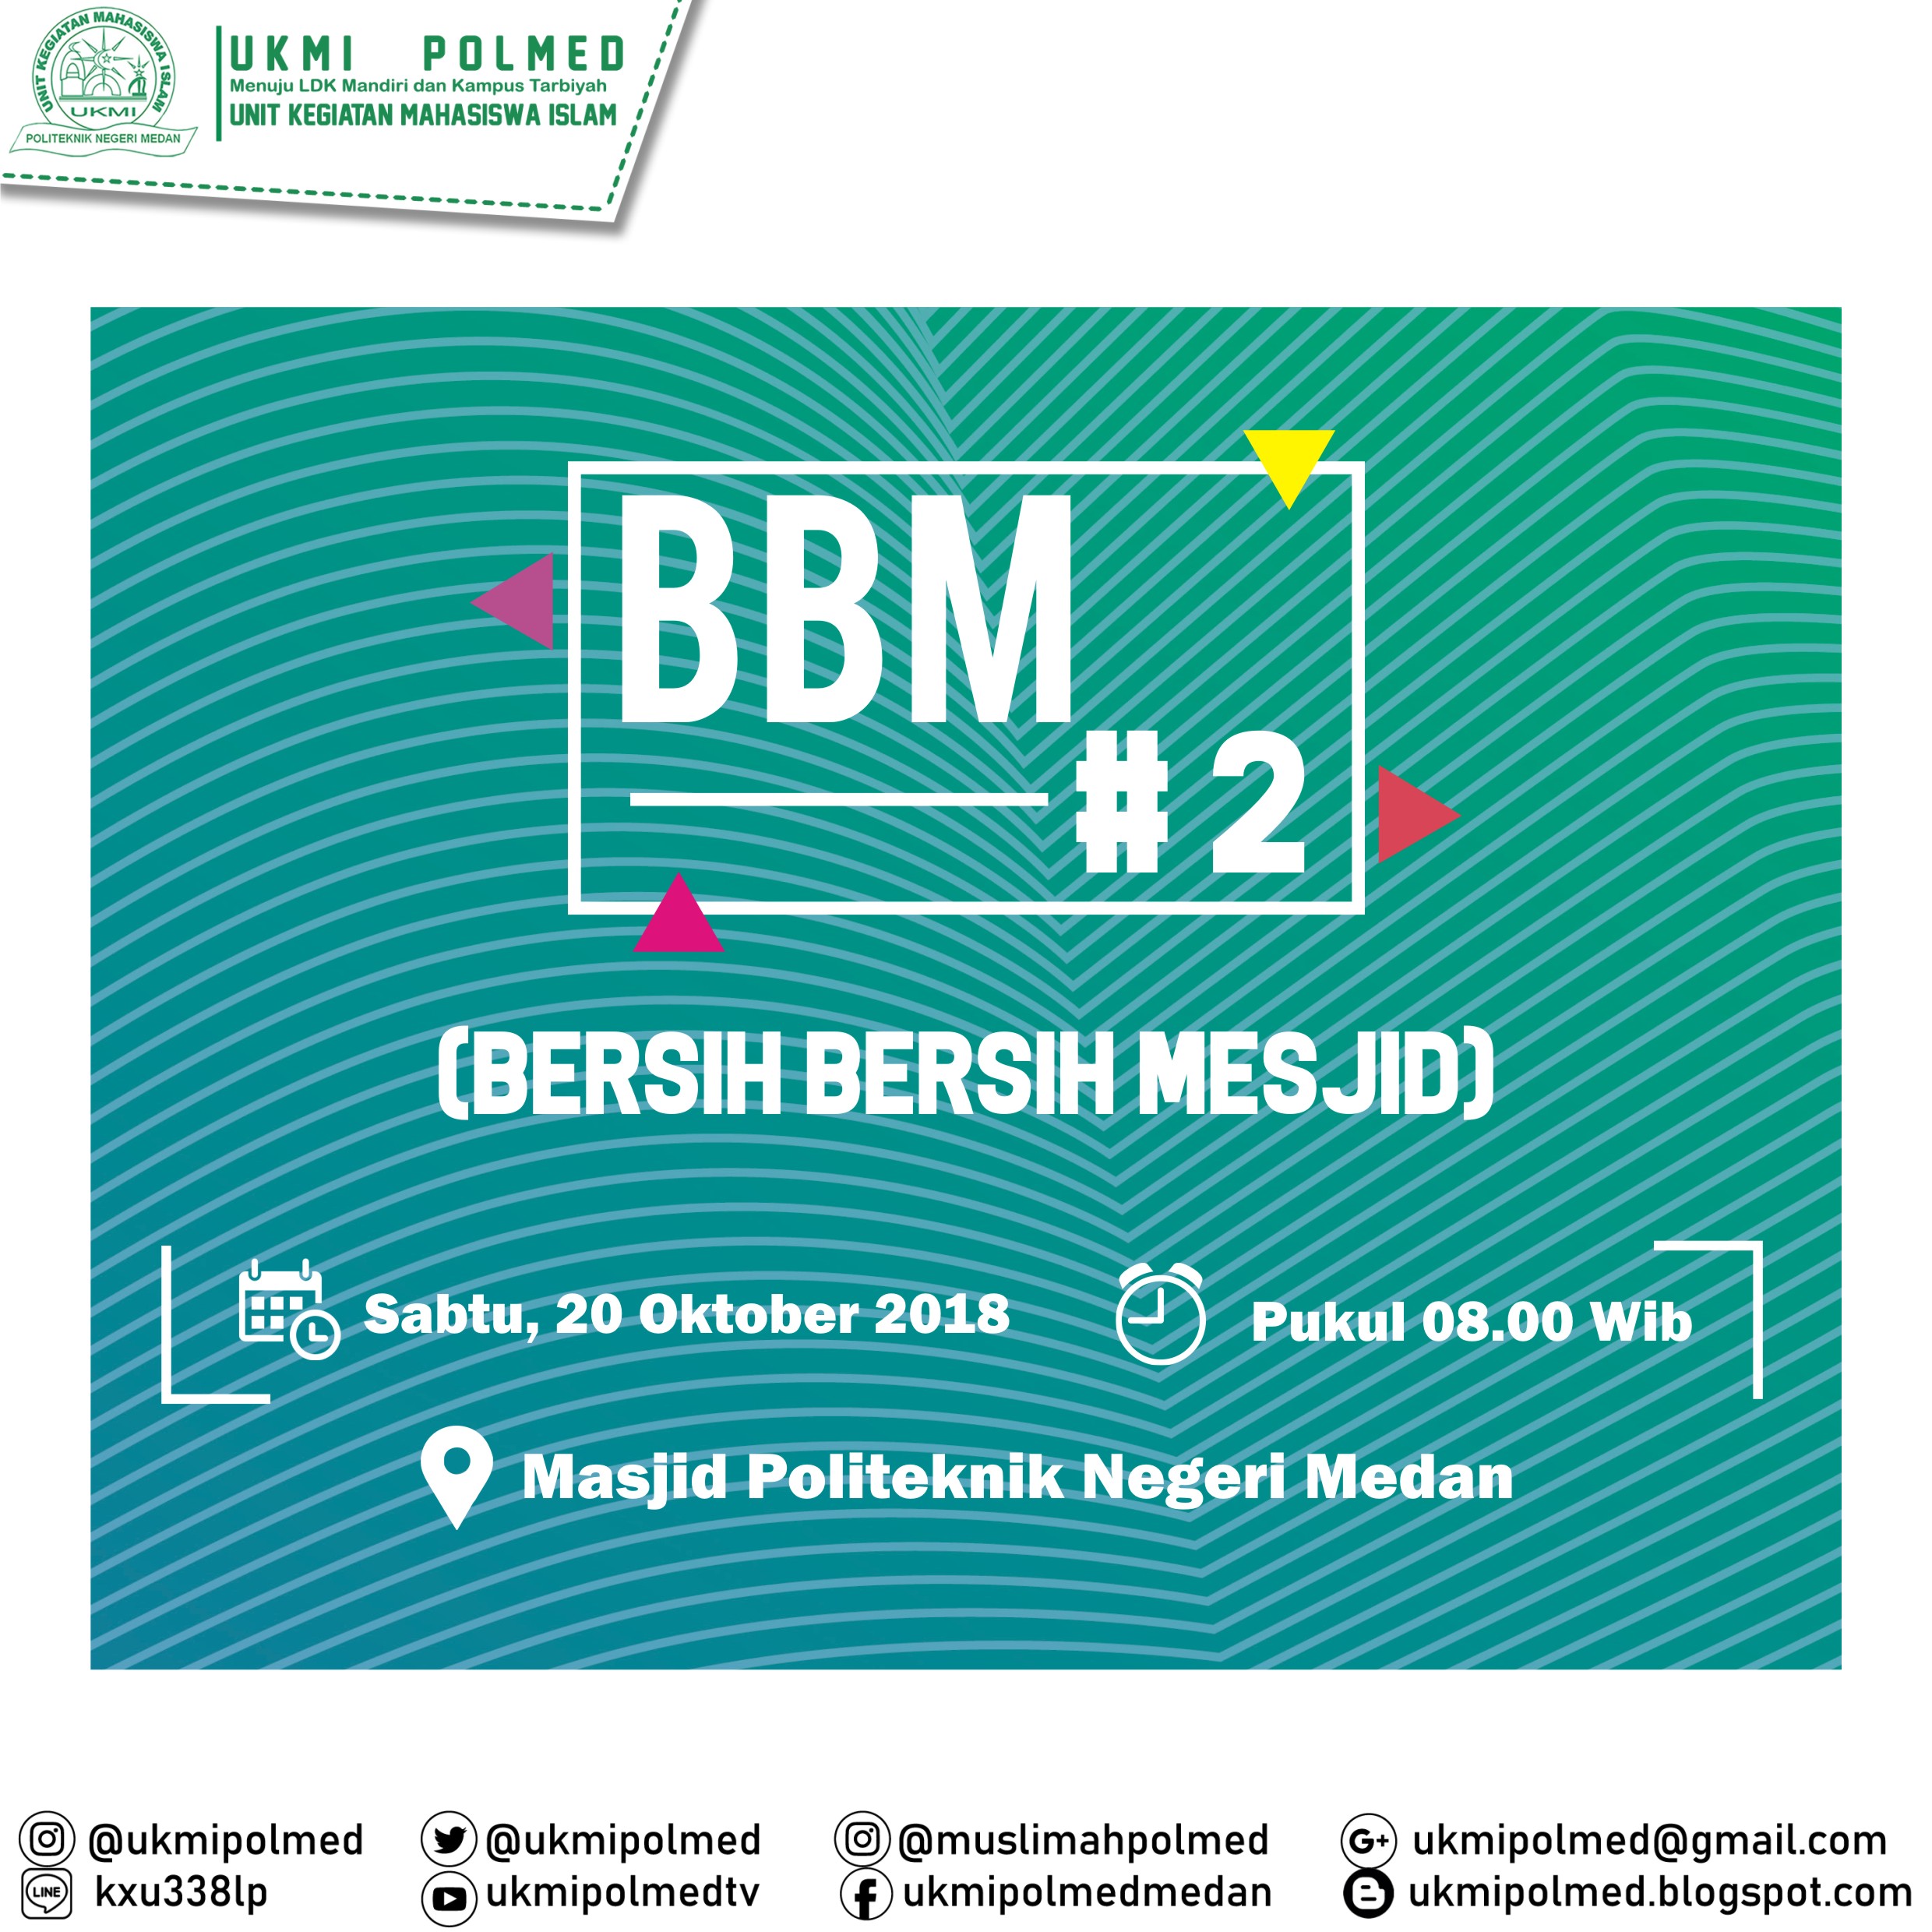 UNIT KEGIATAN MAHASISWA ISLAM
UKMI
POLITEKNIK NEGERI MEDAN
UKMI POLMED
Menuju LDK Mandiri dan Kampus Tarbiyah
UNIT KEGIATAN MAHASISWA ISLAM
BBM
#2
(BERSIH BERSIH MESJID)
Sabtu, 20 Oktober 2018
Pukul 08.00 Wib
Masjid Politeknik Negeri Medan
@ukmipolmed @ukmipolmed @muslimahpolmed G+ ukmipolmed@gmail.com
LINE kxu338lp ukmipolmedtv ukmipolmedmedan ukmipolmed.blogspot.com